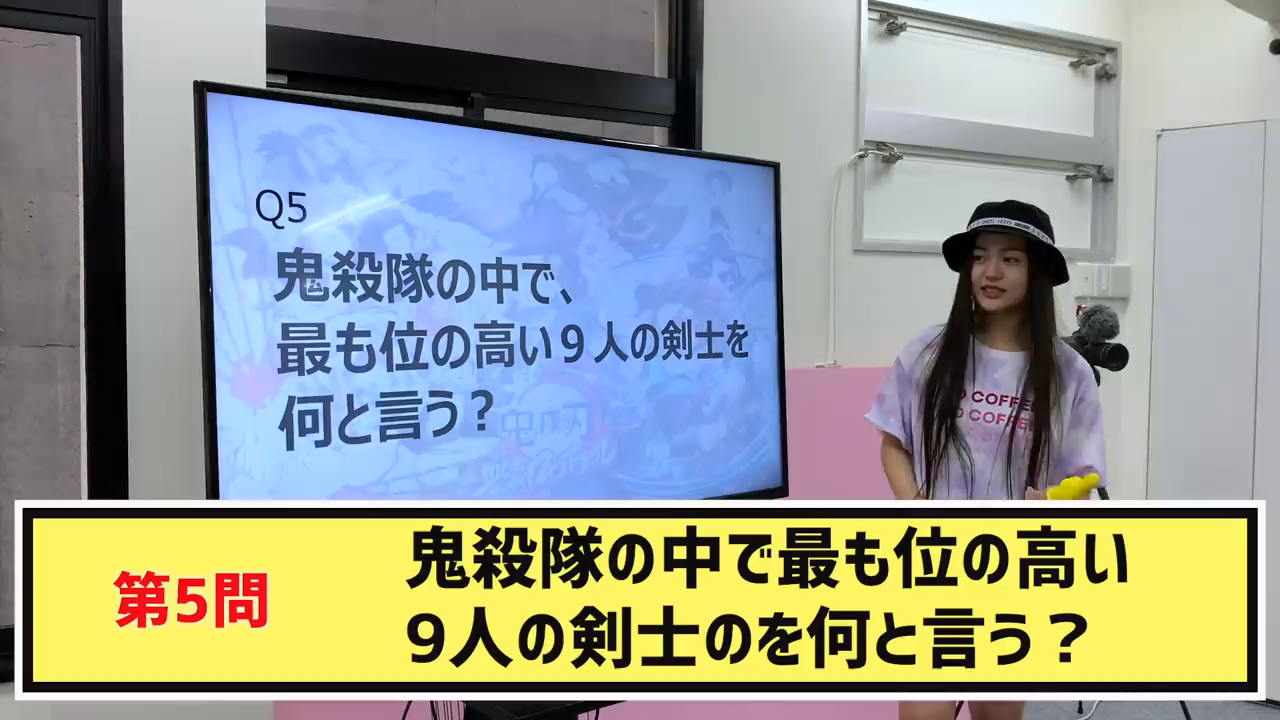 Q5
鬼殺隊の中で、
最も位の高い９人の剣士を
何と言う？
COFFE
COFFE
第5問
鬼殺隊の中で最も位の高い
9人の剣士のを何と言う？